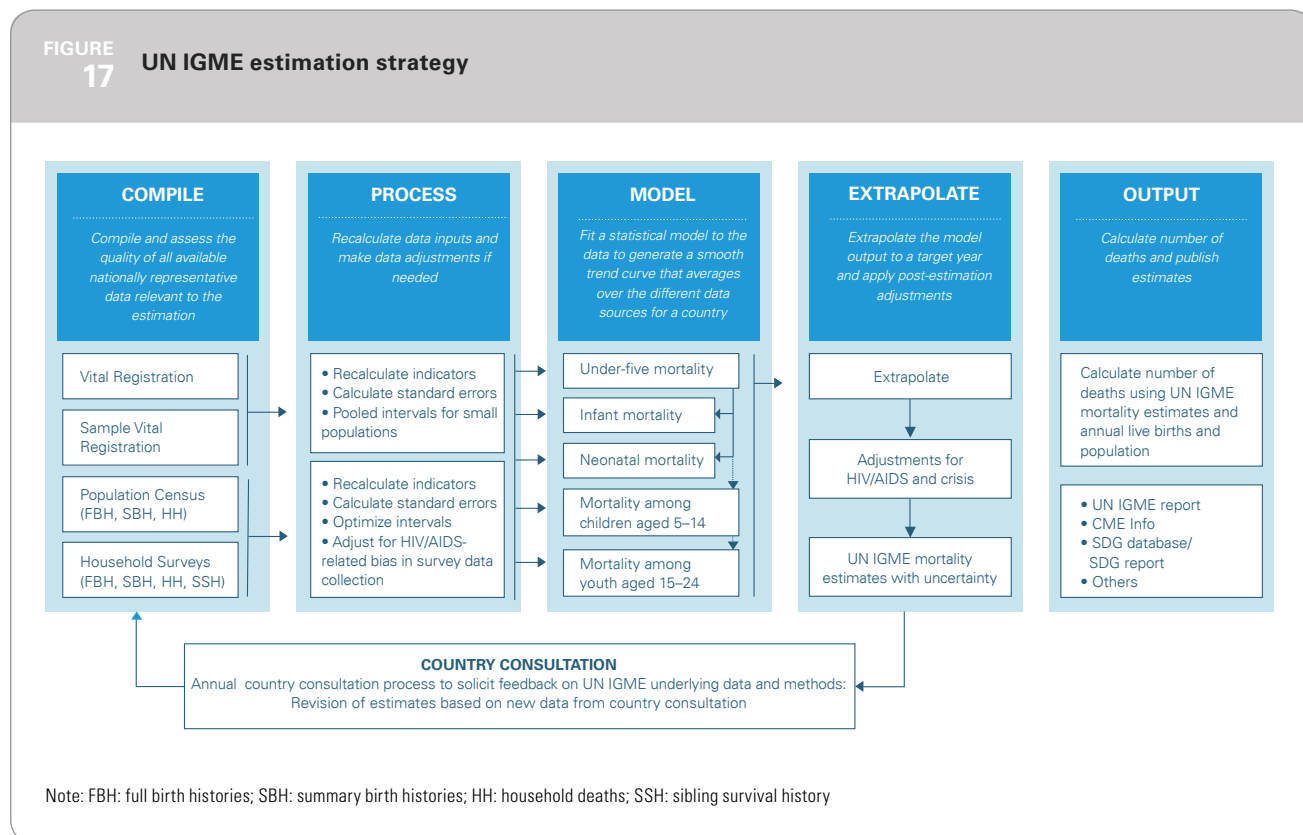 FIGURE
17
UN IGME estimation strategy
COMPILE
Compile and assess the
quality of all available
nationally representative
data relevant to the
estimation
Vital Registration
Sample Vital
Registration
Population Census
(FBH, SBH, HH)
Household Surveys
(FBH, SBH, HH, SSH)
PROCESS
Recalculate data inputs and
make data adjustments if
needed
• Recalculate indicators
• Calculate standard errors
• Pooled intervals for small
populations
• Recalculate indicators
• Calculate standard errors
• Optimize intervals
• Adjust for HIV/AIDS-
related bias in survey data
collection
MODEL
Fit a statistical model to the
data to generate a smooth
trend curve that averages
over the different data
sources for a country
Under-five mortality
Infant mortality
Neonatal mortality
Mortality among
children aged 5–14
Mortality among
youth aged 15–24
EXTRAPOLATE
Extrapolate the model
output to a target year
and apply post-estimation
adjustments
Extrapolate
Adjustments for
HIV/AIDS and crisis
UN IGME mortality
estimates with uncertainty
OUTPUT
Calculate number of
deaths and publish
estimates
Calculate number of
deaths using UN IGME
mortality estimates and
annual live births and
population
• UN IGME report
• CME Info
• SDG database/
SDG report
• Others
COUNTRY CONSULTATION
Annual country consultation process to solicit feedback on UN IGME underlying data and methods:
Revision of estimates based on new data from country consultation
Note: FBH: full birth histories; SBH: summary birth histories; HH: household deaths; SSH: sibling survival history